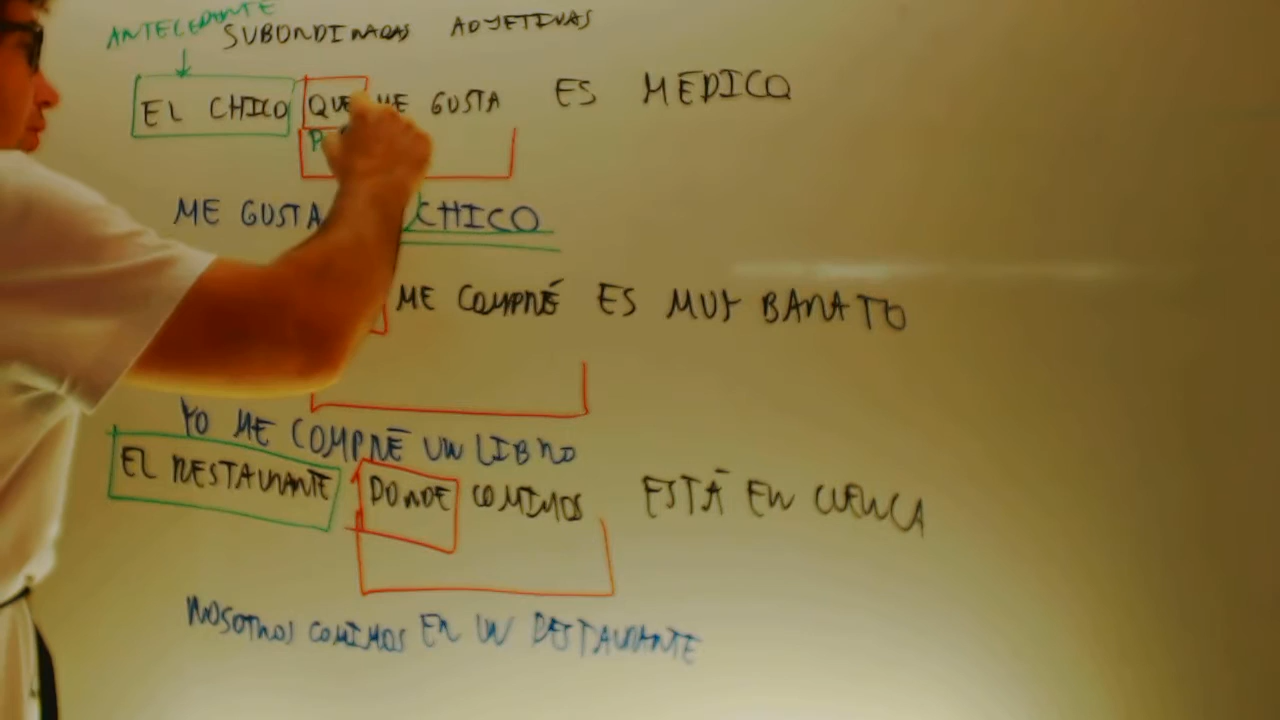 ANTECEDENTE
SUBORDINADAS ADJETIVAS
EL CHICO QUE ME GUSTA ES MÉDICO
ME GUSTA CHICO
ME COMPRÉ ES MUY BARATO
YO ME COMPRÉ UN LIBRO
EL RESTAURANTE DONDE COMIMOS ESTÁ EN CUENCA
NOSOTROS COMIMOS EN UN RESTAURANTE